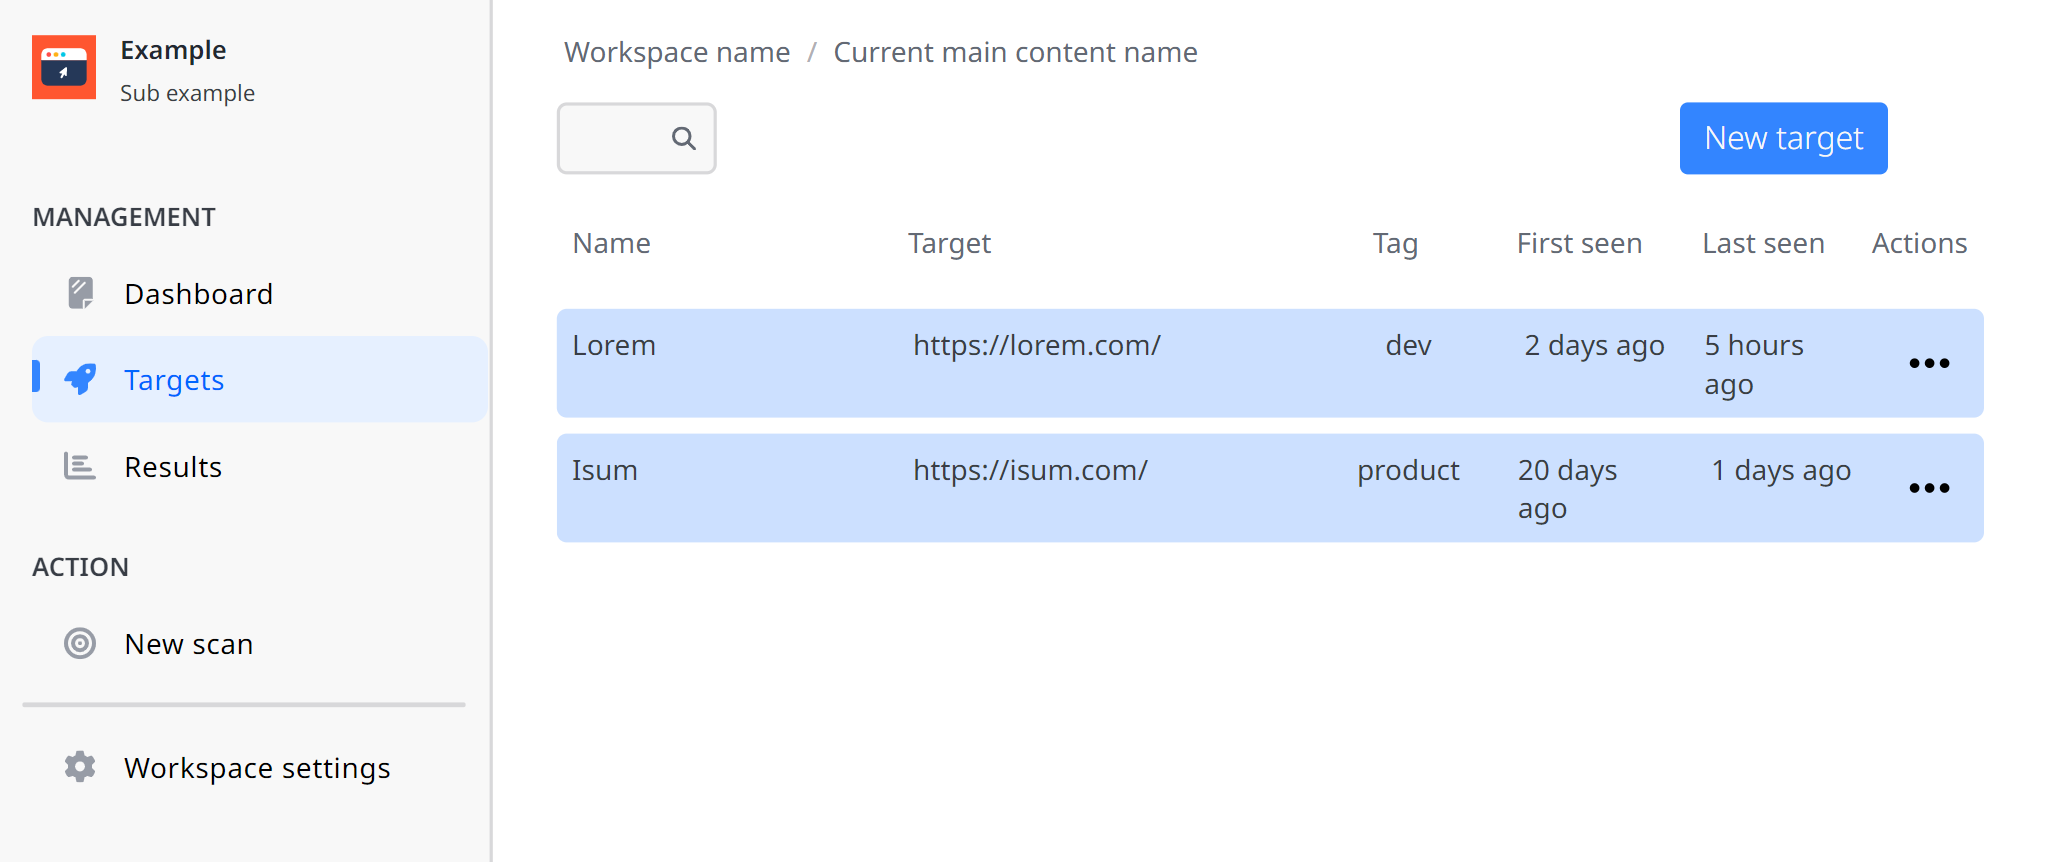 Example
Sub example
MANAGEMENT
Dashboard
Targets
Results
ACTION
New scan
Workspace settings
Workspace name / Current main content name
New target
Name Target Tag First seen Last seen Actions
Lorem https://lorem.com/ dev 2 days ago 5 hours
ago
Isum https://isum.com/ product 20 days 1 days ago
ago